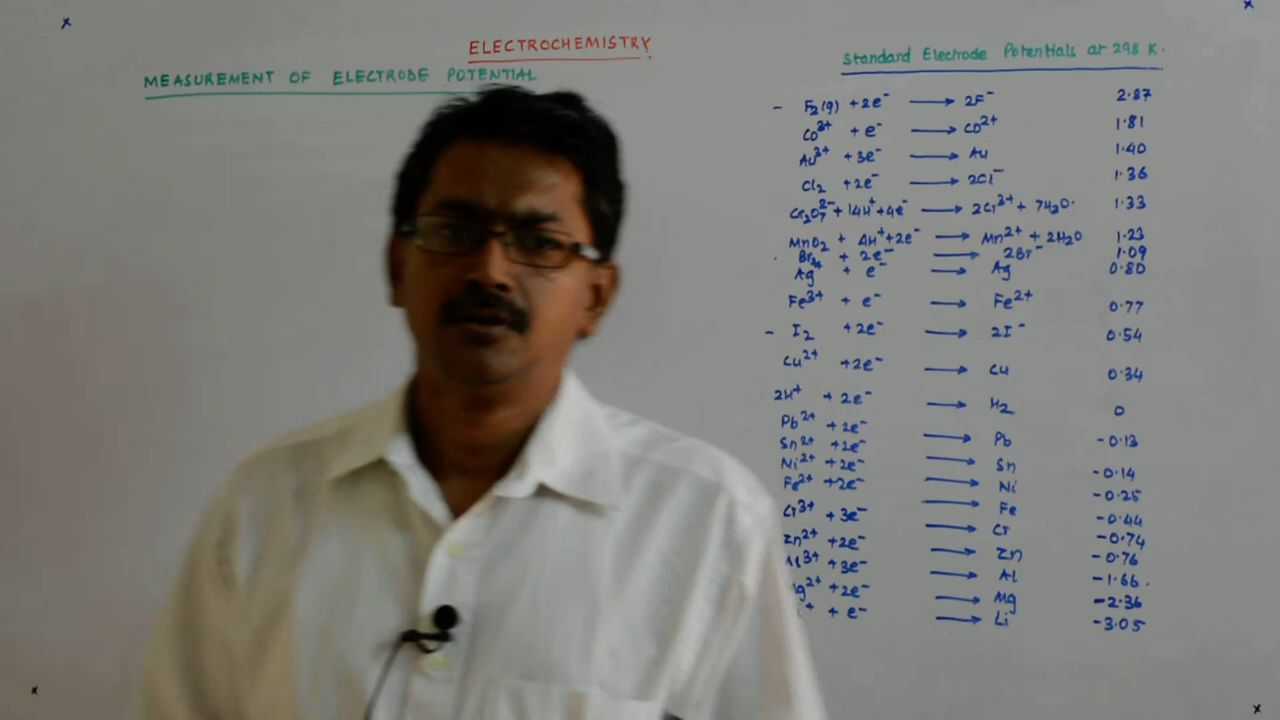 ELECTROCHEMISTRY
MEASUREMENT OF ELECTRODE POTENTIAL
Standard Electrode Potentials at 298 K.
- F₂(g) + 2e⁻ → 2F⁻ 2.87
Co³⁺ + e⁻ → Co²⁺ 1.81
Au³⁺ + 3e⁻ → Au 1.40
Cl₂ + 2e⁻ → 2Cl⁻ 1.36
Cr₂O₇²⁻ + 14H⁺ + 4e⁻ → 2Cr³⁺ + 7H₂O. 1.33
MnO₂ + 4H⁺ + 2e⁻ → Mn²⁺ + 2H₂O 1.23
Br₂ + 2e⁻ → 2Br⁻ 1.09
Ag⁺ + e⁻ → Ag 0.80
Fe³⁺ + e⁻ → Fe²⁺ 0.77
- I₂ + 2e⁻ → 2I⁻ 0.54
Cu²⁺ + 2e⁻ → Cu 0.34
2H⁺ + 2e⁻ → H₂ 0
Pb²⁺ + 2e⁻ → Pb -0.13
Sn²⁺ + 2e⁻ → Sn -0.14
Ni²⁺ + 2e⁻ → Ni -0.25
Fe²⁺ + 2e⁻ → Fe -0.44
Cr³⁺ + 3e⁻ → Cr -0.74
Zn²⁺ + 2e⁻ → Zn -0.76
Al³⁺ + 3e⁻ → Al -1.66.
g²⁺ + 2e⁻ → Mg -2.36
⁺ + e⁻ → Li -3.05